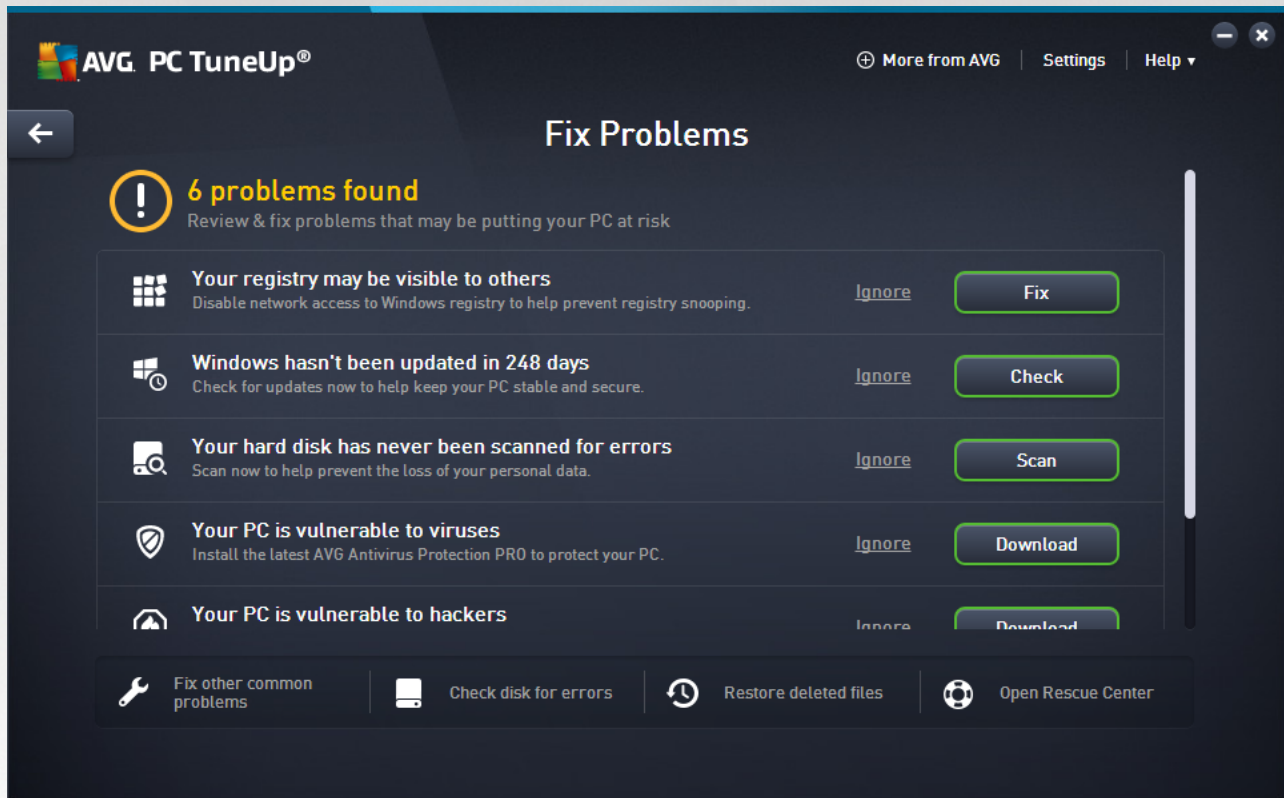 AVG. PC TuneUp®
More from AVG
Settings
Help
Fix Problems
6 problems found
Review & fix problems that may be putting your PC at risk
Your registry may be visible to others
Disable network access to Windows registry to help prevent registry snooping.
Ignore
Fix
Windows hasn't been updated in 248 days
Check for updates now to help keep your PC stable and secure.
Ignore
Check
Your hard disk has never been scanned for errors
Scan now to help prevent the loss of your personal data.
Ignore
Scan
Your PC is vulnerable to viruses
Install the latest AVG Antivirus Protection PRO to protect your PC.
Ignore
Download
Your PC is vulnerable to hackers
Ignore
Download
Fix other common
problems
Check disk for errors
Restore deleted files
Open Rescue Center